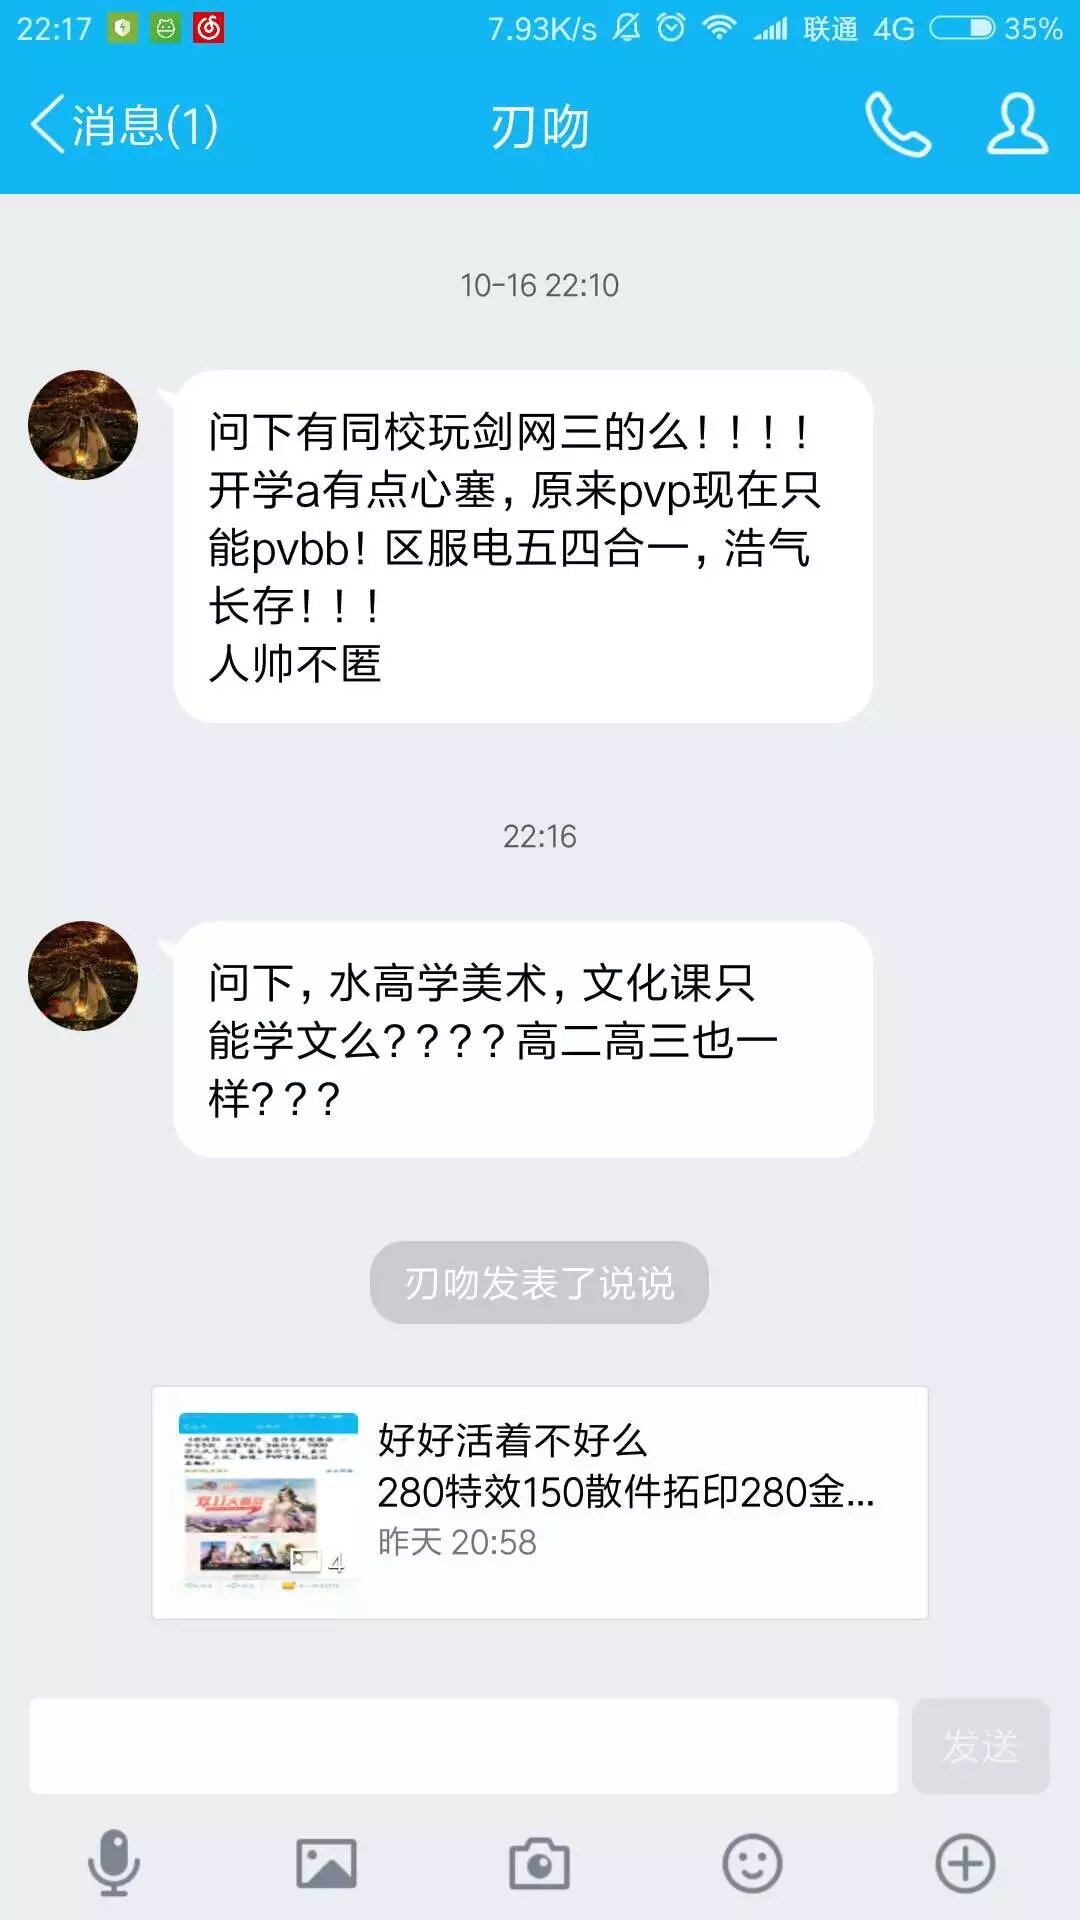 22:17 7.93K/s 联通 4G 35%
消息(1) 刃吻
10-16 22:10
问下有同校玩剑网三的么！！！！
开学a有点心塞，原来pvp现在只
能pvbb！区服电五四合一，浩气
长存！！！
人帅不匿
22:16
问下，水高学美术，文化课只
能学文么？？？？高二高三也一
样？？？
刃吻发表了说说
好好活着不好么
280特效150散件拓印280金...
昨天 20:58
4
发送